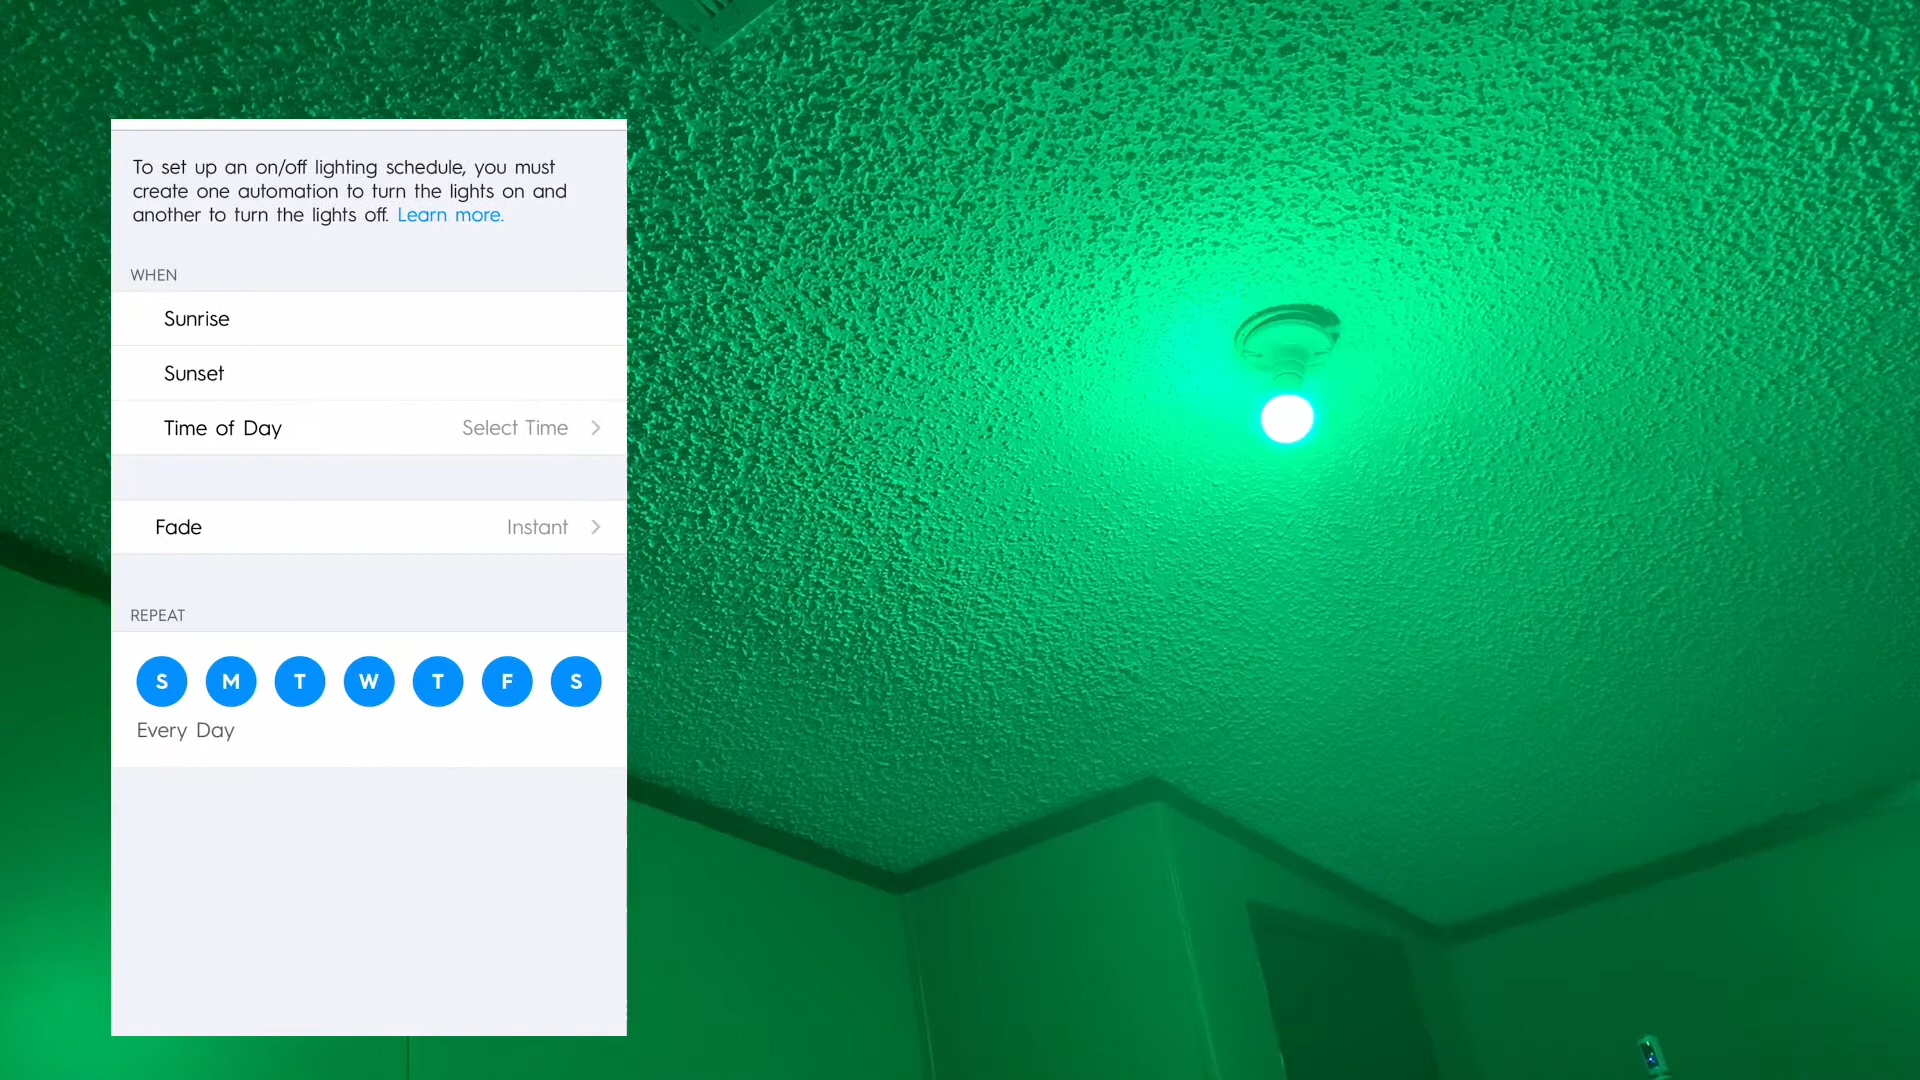 To set up an on/off lighting schedule, you must
create one automation to turn the lights on and
another to turn the lights off. Learn more.
WHEN
Sunrise
Sunset
Time of Day Select Time
Fade Instant
REPEAT
S M T W T F S
Every Day